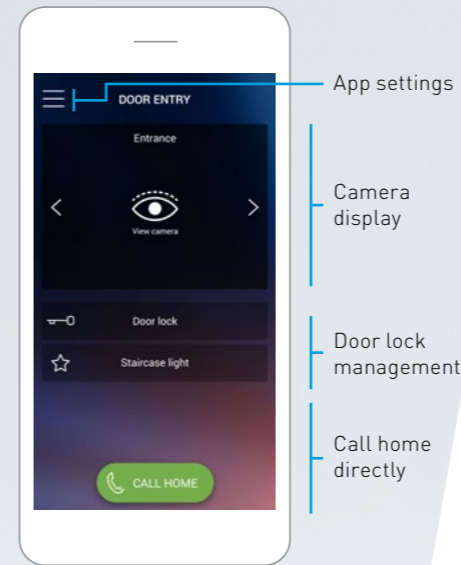 DOOR ENTRY
App settings
Entrance
View camera
Camera
display
Door lock
Staircase light
Door lock
management
CALL HOME
Call home
directly